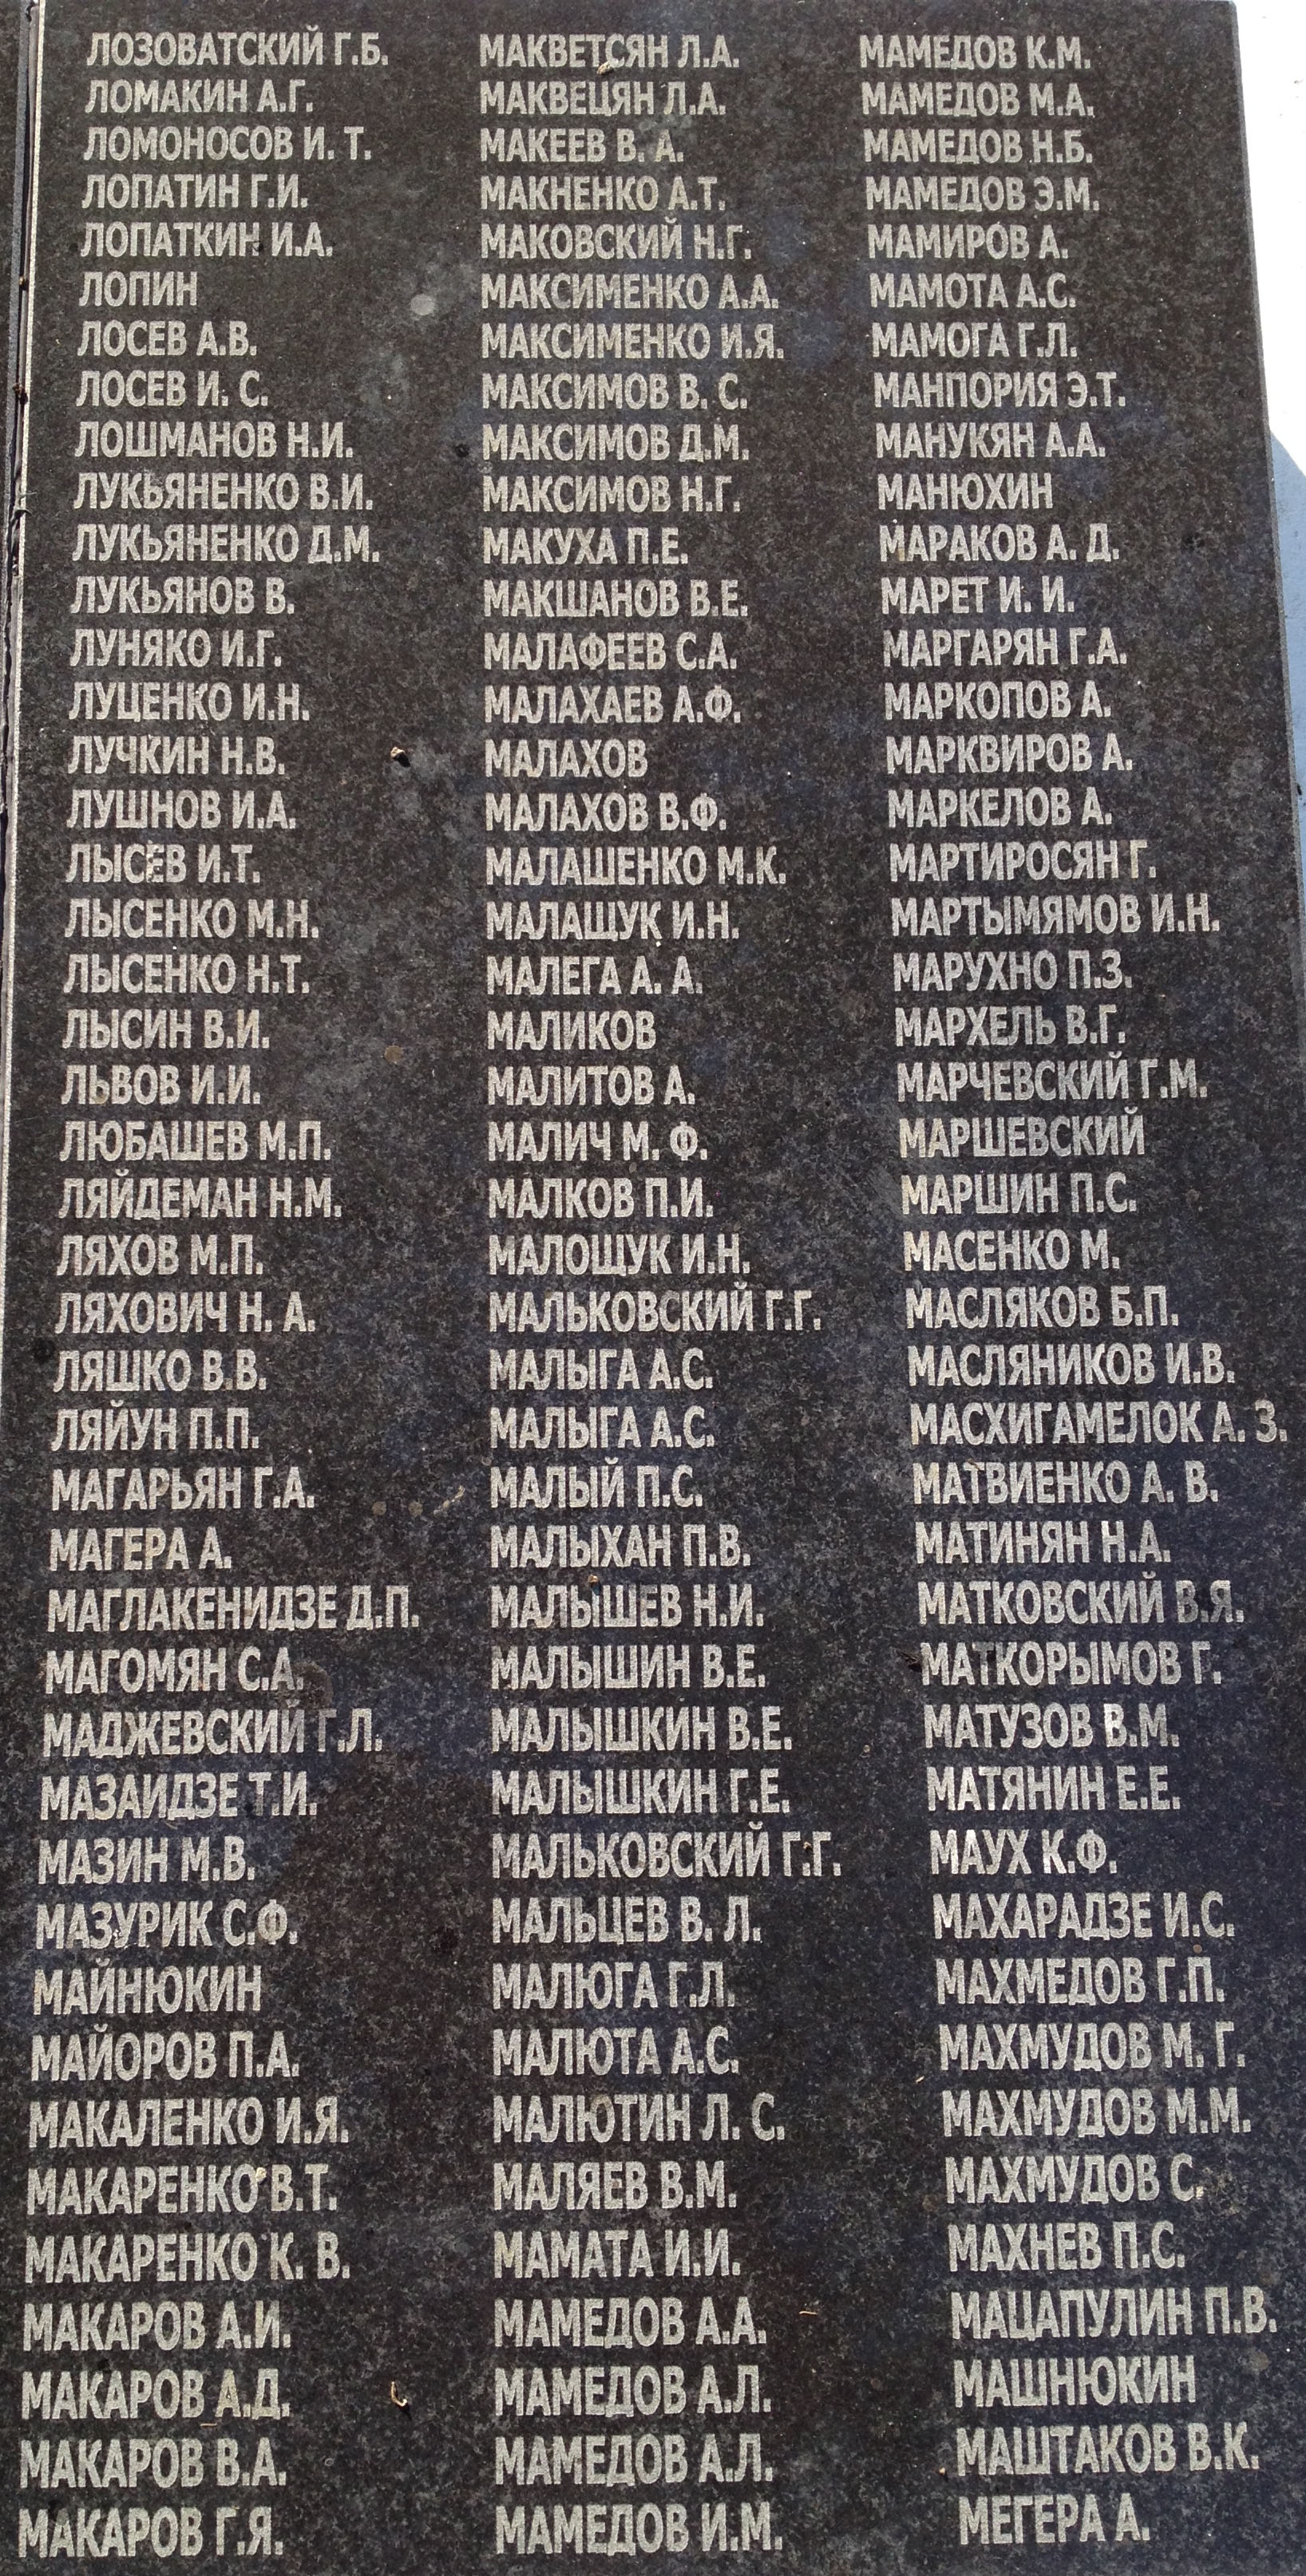 ЛОЗОВАТСКИЙ Г.Б.
ЛОМАКИН А.Г.
ЛОМОНОСОВ И. Т.
ЛОПАТИН Г.И.
ЛОПАТКИН И.А.
ЛОПИН
ЛОСЕВ А.В.
ЛОСЕВ И. С.
ЛОШМАНОВ Н.И.
ЛУКЬЯНЕНКО В.И.
ЛУКЬЯНЕНКО Д.М.
ЛУКЬЯНОВ В.
ЛУНЯКО И.Г.
ЛУЦЕНКО И.Н.
ЛУЧКИН Н.В.
ЛУШНОВ И.А.
ЛЫСЕВ И.Т.
ЛЫСЕНКО М.Н.
ЛЫСЕНКО Н.Т.
ЛЫСИН В.И.
ЛЬВОВ И.И.
ЛЮБАШЕВ М.П.
ЛЯЙДЕМАН Н.М.
ЛЯХОВ М.П.
ЛЯХОВИЧ Н. А.
ЛЯШКО В.В.
ЛЯЙУН П.П.
МАГАРЬЯН Г.А.
МАГЕРА А.
МАГЛАКЕНИДЗЕ Д.П.
МАГОМЯН С.А.
МАДЖЕВСКИЙ Г.Л.
МАЗАИДЗЕ Т.И.
МАЗИН М.В.
МАЗУРИК С.Ф.
МАЙНЮКИН
МАЙОРОВ П.А.
МАКАЛЕНКО И.Я.
МАКАРЕНКО В.Т.
МАКАРЕНКО К. В.
МАКАРОВ А.И.
МАКАРОВ А.Д.
МАКАРОВ В.А.
МАКАРОВ Г.Я.
МАКВЕТСЯН Л.А.
МАКВЕЦЯН Л.А.
МАКЕЕВ В. А.
МАКНЕНКО А.Т.
МАКОВСКИЙ Н.Г.
МАКСИМЕНКО А.А.
МАКСИМЕНКО И.Я.
МАКСИМОВ В. С.
МАКСИМОВ Д.М.
МАКСИМОВ Н.Г.
МАКУХА П.Е.
МАКШАНОВ В.Е.
МАЛАФЕЕВ С.А.
МАЛАХАЕВ А.Ф.
МАЛАХОВ
МАЛАХОВ В.Ф.
МАЛАШЕНКО М.К.
МАЛАЩУК И.Н.
МАЛЕГА А. А.
МАЛИКОВ
МАЛИТОВ А.
МАЛИЧ М. Ф.
МАЛКОВ П.И.
МАЛОЩУК И.Н.
МАЛЬКОВСКИЙ Г.Г.
МАЛЫГА А.С.
МАЛЫГА А.С.
МАЛЫЙ П.С.
МАЛЫХАН П.В.
МАЛЫШЕВ Н.И.
МАЛЫШИН В.Е.
МАЛЫШКИН В.Е.
МАЛЫШКИН Г.Е.
МАЛЬКОВСКИЙ Г.Г.
МАЛЬЦЕВ В. Л.
МАЛЮГА Г.Л.
МАЛЮТА А.С.
МАЛЮТИН Л. С.
МАЛЯЕВ В.М.
МАМАТА И.И.
МАМЕДОВ А.А.
МАМЕДОВ А.Л.
МАМЕДОВ А.Л.
МАМЕДОВ И.М.
МАМЕДОВ К.М.
МАМЕДОВ М.А.
МАМЕДОВ Н.Б.
МАМЕДОВ Э.М.
МАМИРОВ А.
МАМОТА А.С.
МАМОГА Г.Л.
МАНПОРИЯ Э.Т.
МАНУКЯН А.А.
МАНЮХИН
МАРАКОВ А. Д.
МАРЕТ И. И.
МАРГАРЯН Г.А.
МАРКОПОВ А.
МАРКВИРОВ А.
МАРКЕЛОВ А.
МАРТИРОСЯН Г.
МАРТЫМЯМОВ И.Н.
МАРУХНО П.З.
МАРХЕЛЬ В.Г.
МАРЧЕВСКИЙ Г.М.
МАРШЕВСКИЙ
МАРШИН П.С.
МАСЕНКО М.
МАСЛЯКОВ Б.П.
МАСЛЯНИКОВ И.В.
МАСХИГАМЕЛОК А. З.
МАТВИЕНКО А. В.
МАТИНЯН Н.А.
МАТКОВСКИЙ В.Я.
МАТКОРЫМОВ Г.
МАТУЗОВ В.М.
МАТЯНИН Е.Е.
МАУХ К.Ф.
МАХАРАДЗЕ И.С.
МАХМЕДОВ Г.П.
МАХМУДОВ М. Г.
МАХМУДОВ М.М.
МАХМУДОВ С.
МАХНЕВ П.С.
МАЦАПУЛИН П.В.
МАШНЮКИН
МАШТАКОВ В.К.
МЕГЕРА А.